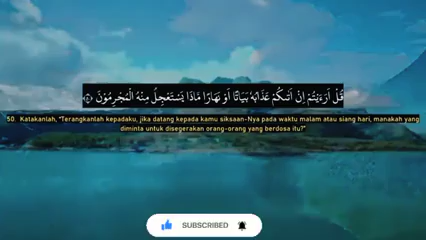 قُلْ أَرَءَيْتُمْ إِنْ أَتَىٰكُمْ عَذَابُهُۥ بَيَٰتًا أَوْ نَهَارًا مَّاذَا يَسْتَعْجِلُ مِنْهُ ٱلْمُجْرِمُونَ ۝٥٠
50. Katakanlah, "Terangkanlah kepadaku, jika datang kepada kamu siksaan-Nya pada waktu malam atau siang hari, manakah yang
diminta untuk disegerakan orang-orang yang berdosa itu?"
SUBSCRIBED